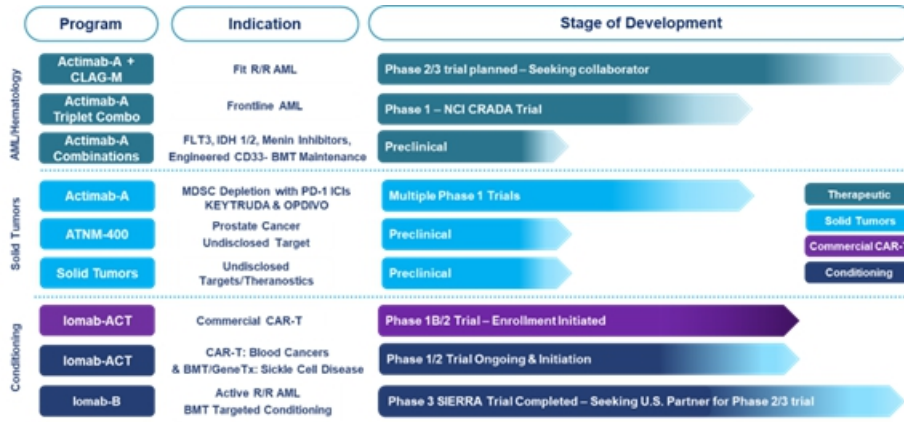 Program
Indication
Stage of Development
AML/Hematology
Actimab-A +
CLAG-M
Fit R/R AML
Phase 2/3 trial planned – Seeking collaborator
Actimab-A
Triplet Combo
Frontline AML
Phase 1 – NCI CRADA Trial
Actimab-A
Combinations
FLT3, IDH 1/2, Menin Inhibitors,
Engineered CD33- BMT Maintenance
Preclinical
Solid Tumors
Actimab-A
MDSC Depletion with PD-1 ICIs
KEYTRUDA & OPDIVO
Multiple Phase 1 Trials
ATNM-400
Prostate Cancer
Undisclosed Target
Preclinical
Solid Tumors
Undisclosed
Targets/Theranostics
Preclinical
Therapeutic
Solid Tumors
Commercial CAR-T
Conditioning
Conditioning
Iomab-ACT
Commercial CAR-T
Phase 1B/2 Trial – Enrollment Initiated
Iomab-ACT
CAR-T: Blood Cancers
& BMT/GeneTx: Sickle Cell Disease
Phase 1/2 Trial Ongoing & Initiation
Iomab-B
Active R/R AML
BMT Targeted Conditioning
Phase 3 SIERRA Trial Completed – Seeking U.S. Partner for Phase 2/3 trial